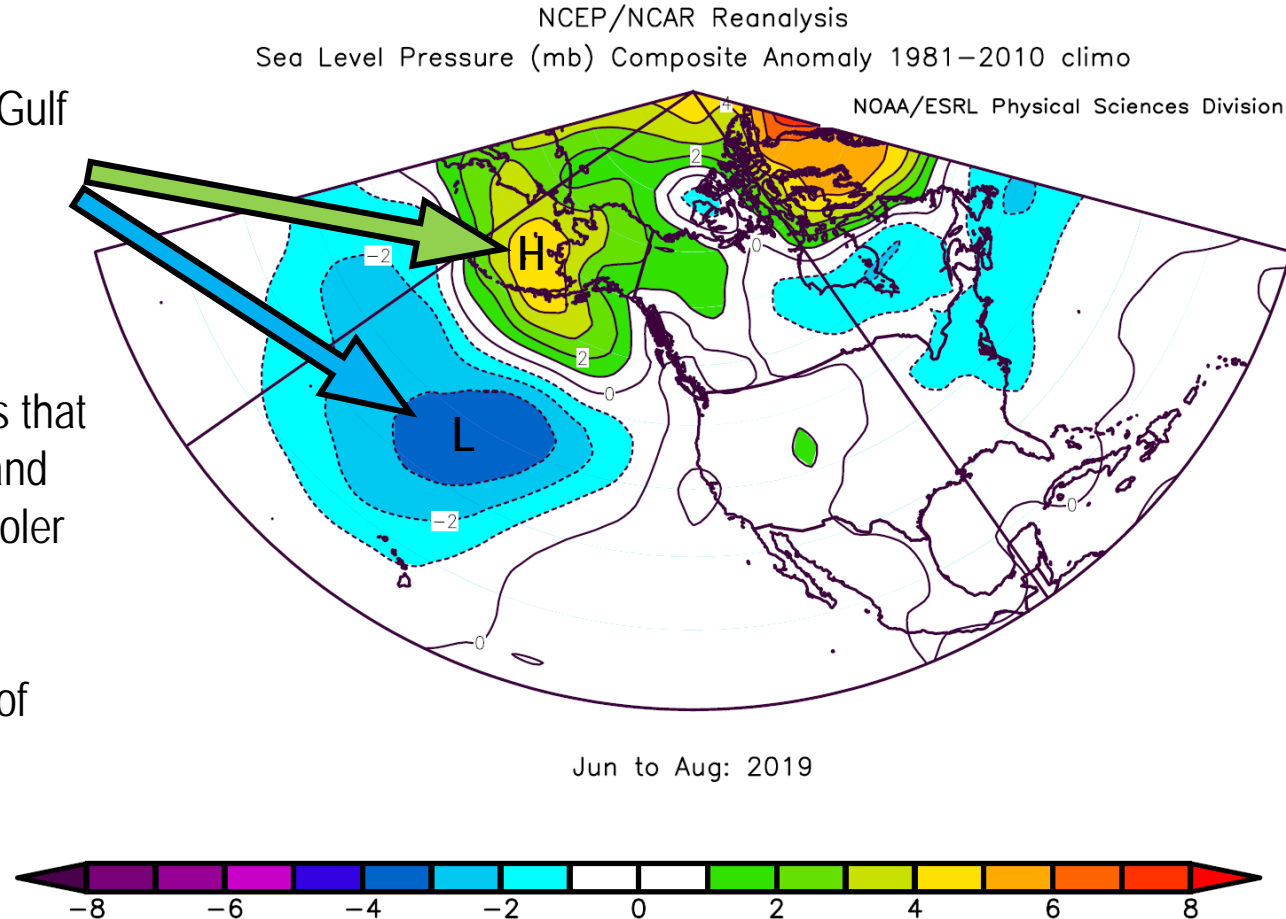 NCEP/NCAR Reanalysis
Sea Level Pressure (mb) Composite Anomaly 1981−2010 climo
NOAA/ESRL Physical Sciences Division
Gulf
4
2
0
−2
H
2
0
s that
and
oler
L
−2
0
0
of
Jun to Aug: 2019
−8 −6 −4 −2 0 2 4 6 8